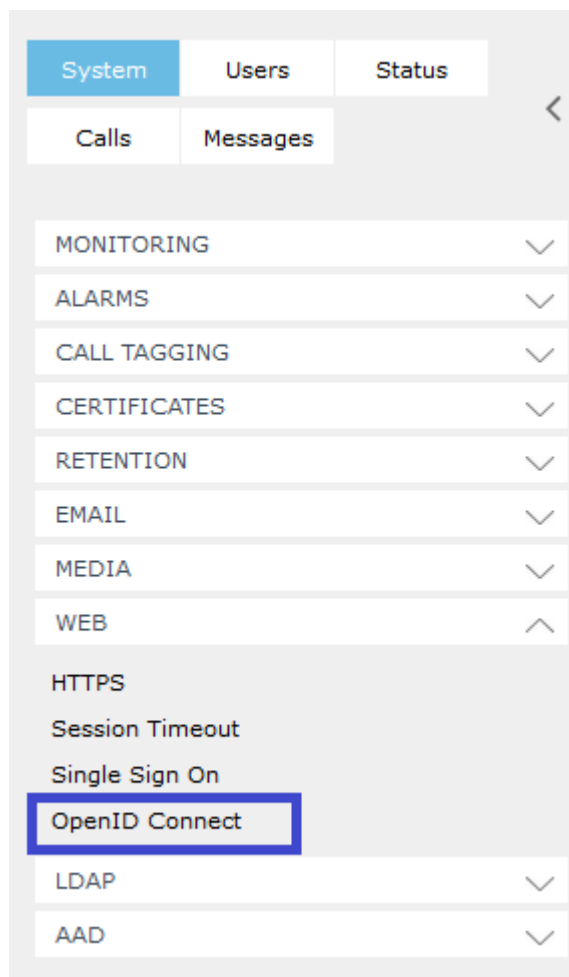 System Users Status
Calls Messages
MONITORING
ALARMS
CALL TAGGING
CERTIFICATES
RETENTION
EMAIL
MEDIA
WEB
HTTPS
Session Timeout
Single Sign On
OpenID Connect
LDAP
AAD